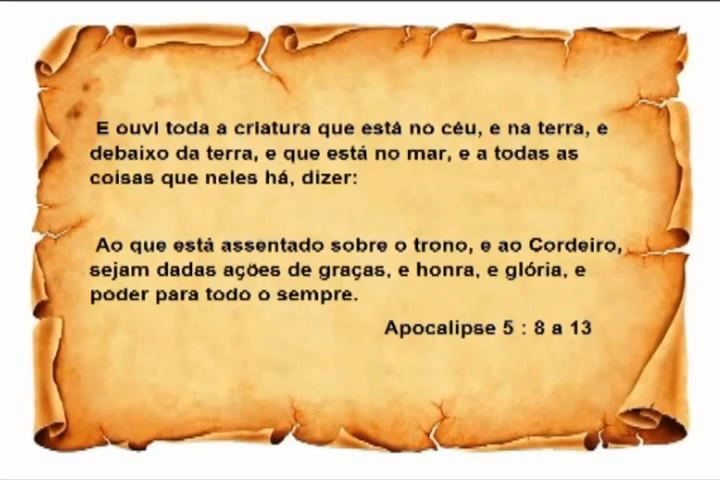 E ouvi toda a criatura que está no céu, e na terra, e
debaixo da terra, e que está no mar, e a todas as
coisas que neles há, dizer:
Ao que está assentado sobre o trono, e ao Cordeiro,
sejam dadas ações de graças, e honra, e glória, e
poder para todo o sempre.
Apocalipse 5 : 8 a 13